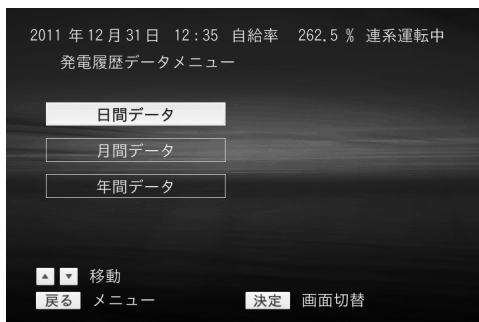 2011 年 12 月 31 日 12 : 35 自給率 262.5 % 連系運転中
発電履歴データメニュー
日間データ
月間データ
年間データ
▲ ▼ 移動
戻る メニュー 決定 画面切替